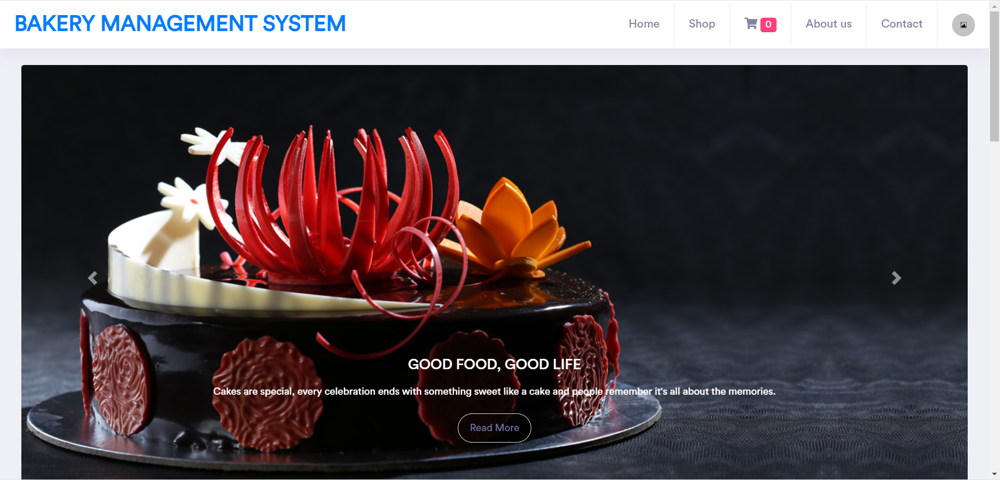 BAKERY MANAGEMENT SYSTEM
Home
Shop
0
About us
Contact
GOOD FOOD, GOOD LIFE
Cakes are special, every celebration ends with something sweet like a cake and people remember it's all about the memories.
Read More